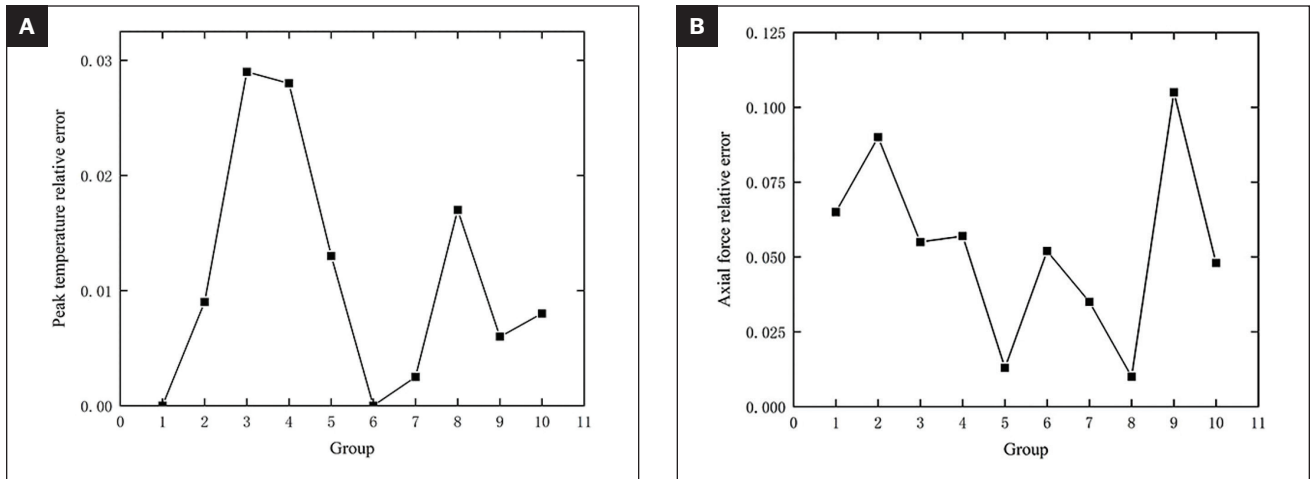 A
Peak temperature relative error
0.03
0.02
0.01
0.00
0 1 2 3 4 5 6 7 8 9 10 11
Group
B
Axial force relative error
0.125
0.100
0.075
0.050
0.025
0.000
0 1 2 3 4 5 6 7 8 9 10 11
Group